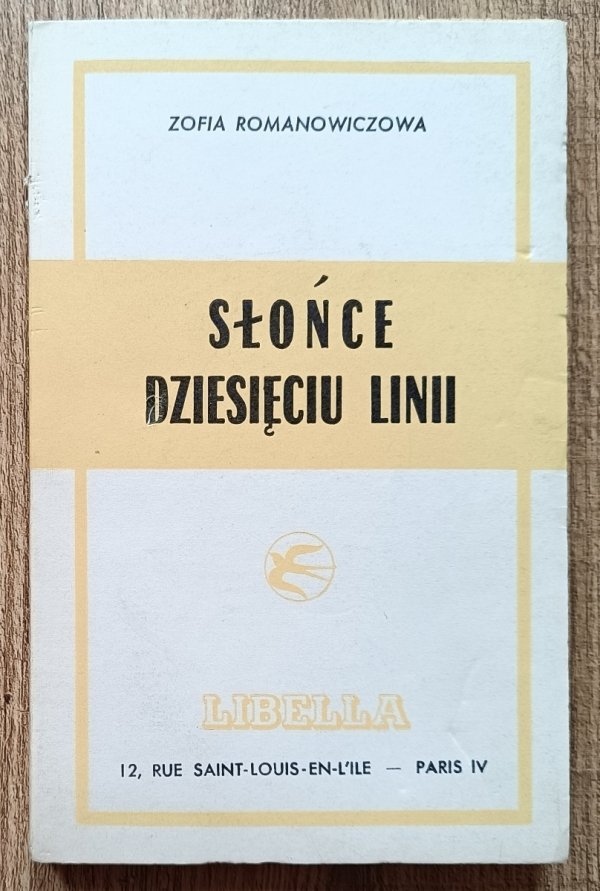 ZOFIA ROMANOWICZOWA
SŁOŃCE
DZIESIĘCIU LINII
LIBELLA
12, RUE SAINT-LOUIS-EN-L'ILE — PARIS IV